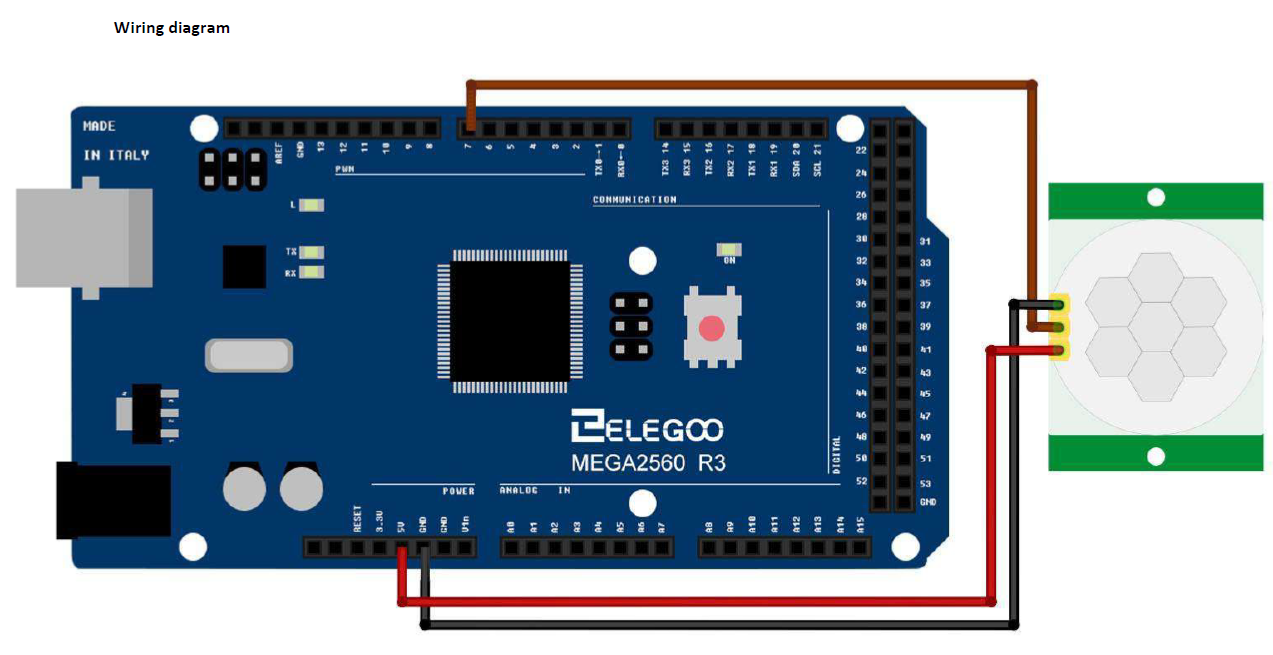 Wiring diagram
MADE
IN ITALY
AREF
GND
13
12
11
10
9
8
7
6
5
4
3
2
TX0→1
RX0←0
TX3 14
RX3 15
TX2 16
RX2 17
TX1 18
RX1 19
SDA 20
SCL 21
PWM
COMMUNICATION
L
TX
RX
ON
22
24
26
28
30
31
32
33
34
35
36
37
38
39
40
41
42
43
44
45
46
47
48
49
50
51
52
53
GND
DIGITAL
ELEGOO
MEGA2560 R3
POWER
ANALOG IN
RESET
3.3V
5V
GND
GND
Vin
A0
A1
A2
A3
A4
A5
A6
A7
A8
A9
A10
A11
A12
A13
A14
A15